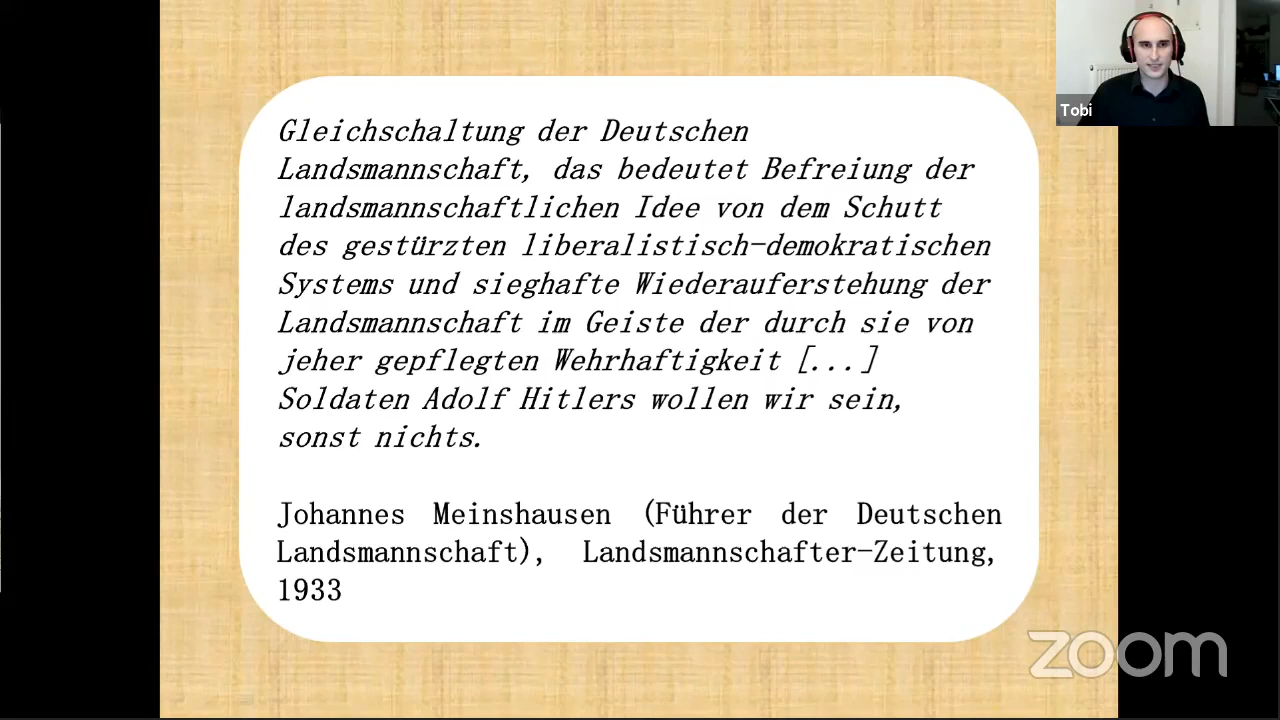 Gleichschaltung der Deutschen
Landsmannschaft, das bedeutet Befreiung der
landsmannschaftlichen Idee von dem Schutt
des gestürzten liberalistisch-demokratischen
Systems und sieghafte Wiederauferstehung der
Landsmannschaft im Geiste der durch sie von
jeher gepflegten Wehrhaftigkeit [...]
Soldaten Adolf Hitlers wollen wir sein,
sonst nichts.
Johannes Meinshausen (Führer der Deutschen
Landsmannschaft), Landsmannschafter-Zeitung,
1933
Tobi
zoom